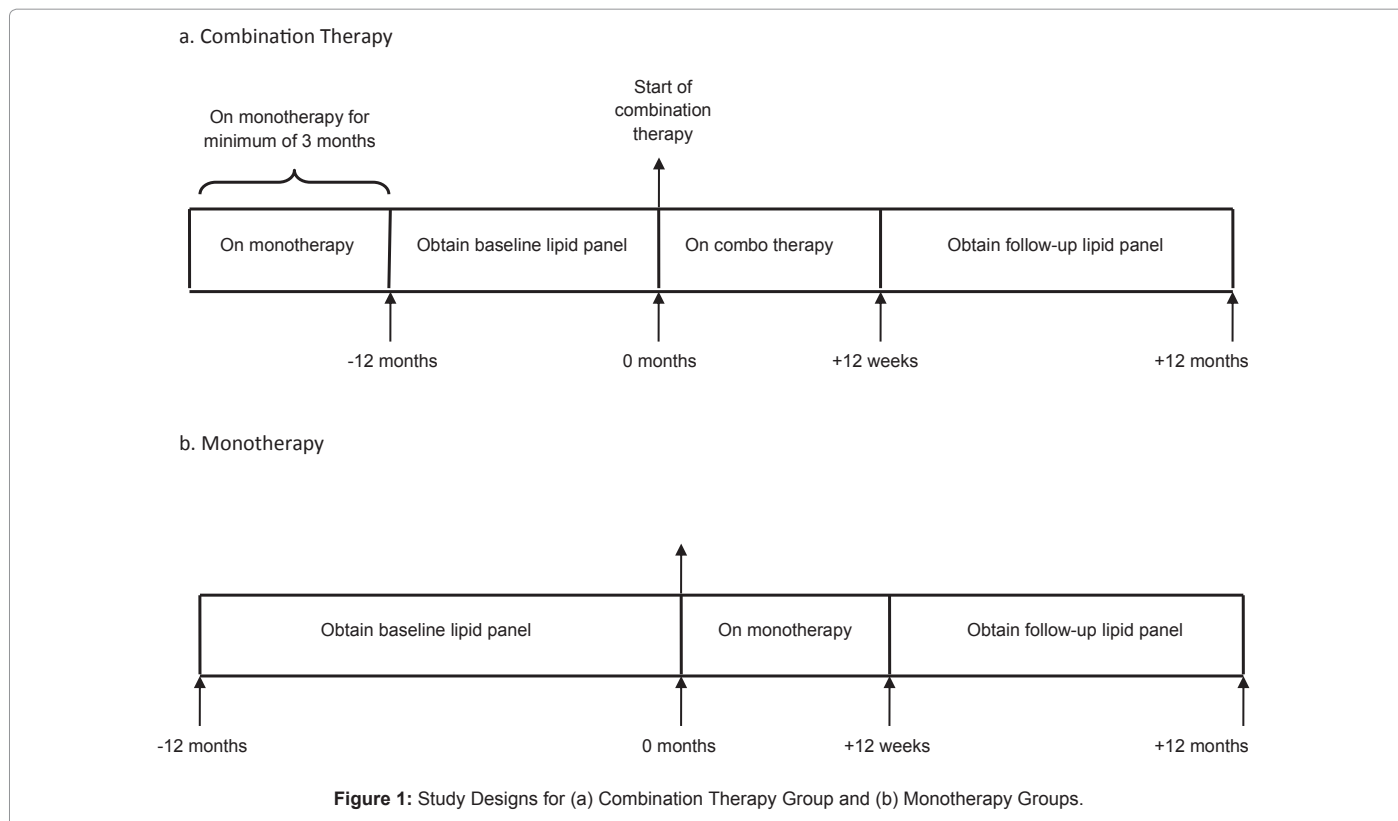 a. Combination Therapy
Start of
combination
therapy
On monotherapy for
minimum of 3 months
On monotherapy
Obtain baseline lipid panel
On combo therapy
Obtain follow-up lipid panel
-12 months
0 months
+12 weeks
+12 months
b. Monotherapy
Obtain baseline lipid panel
On monotherapy
Obtain follow-up lipid panel
-12 months
0 months
+12 weeks
+12 months
Figure 1: Study Designs for (a) Combination Therapy Group and (b) Monotherapy Groups.